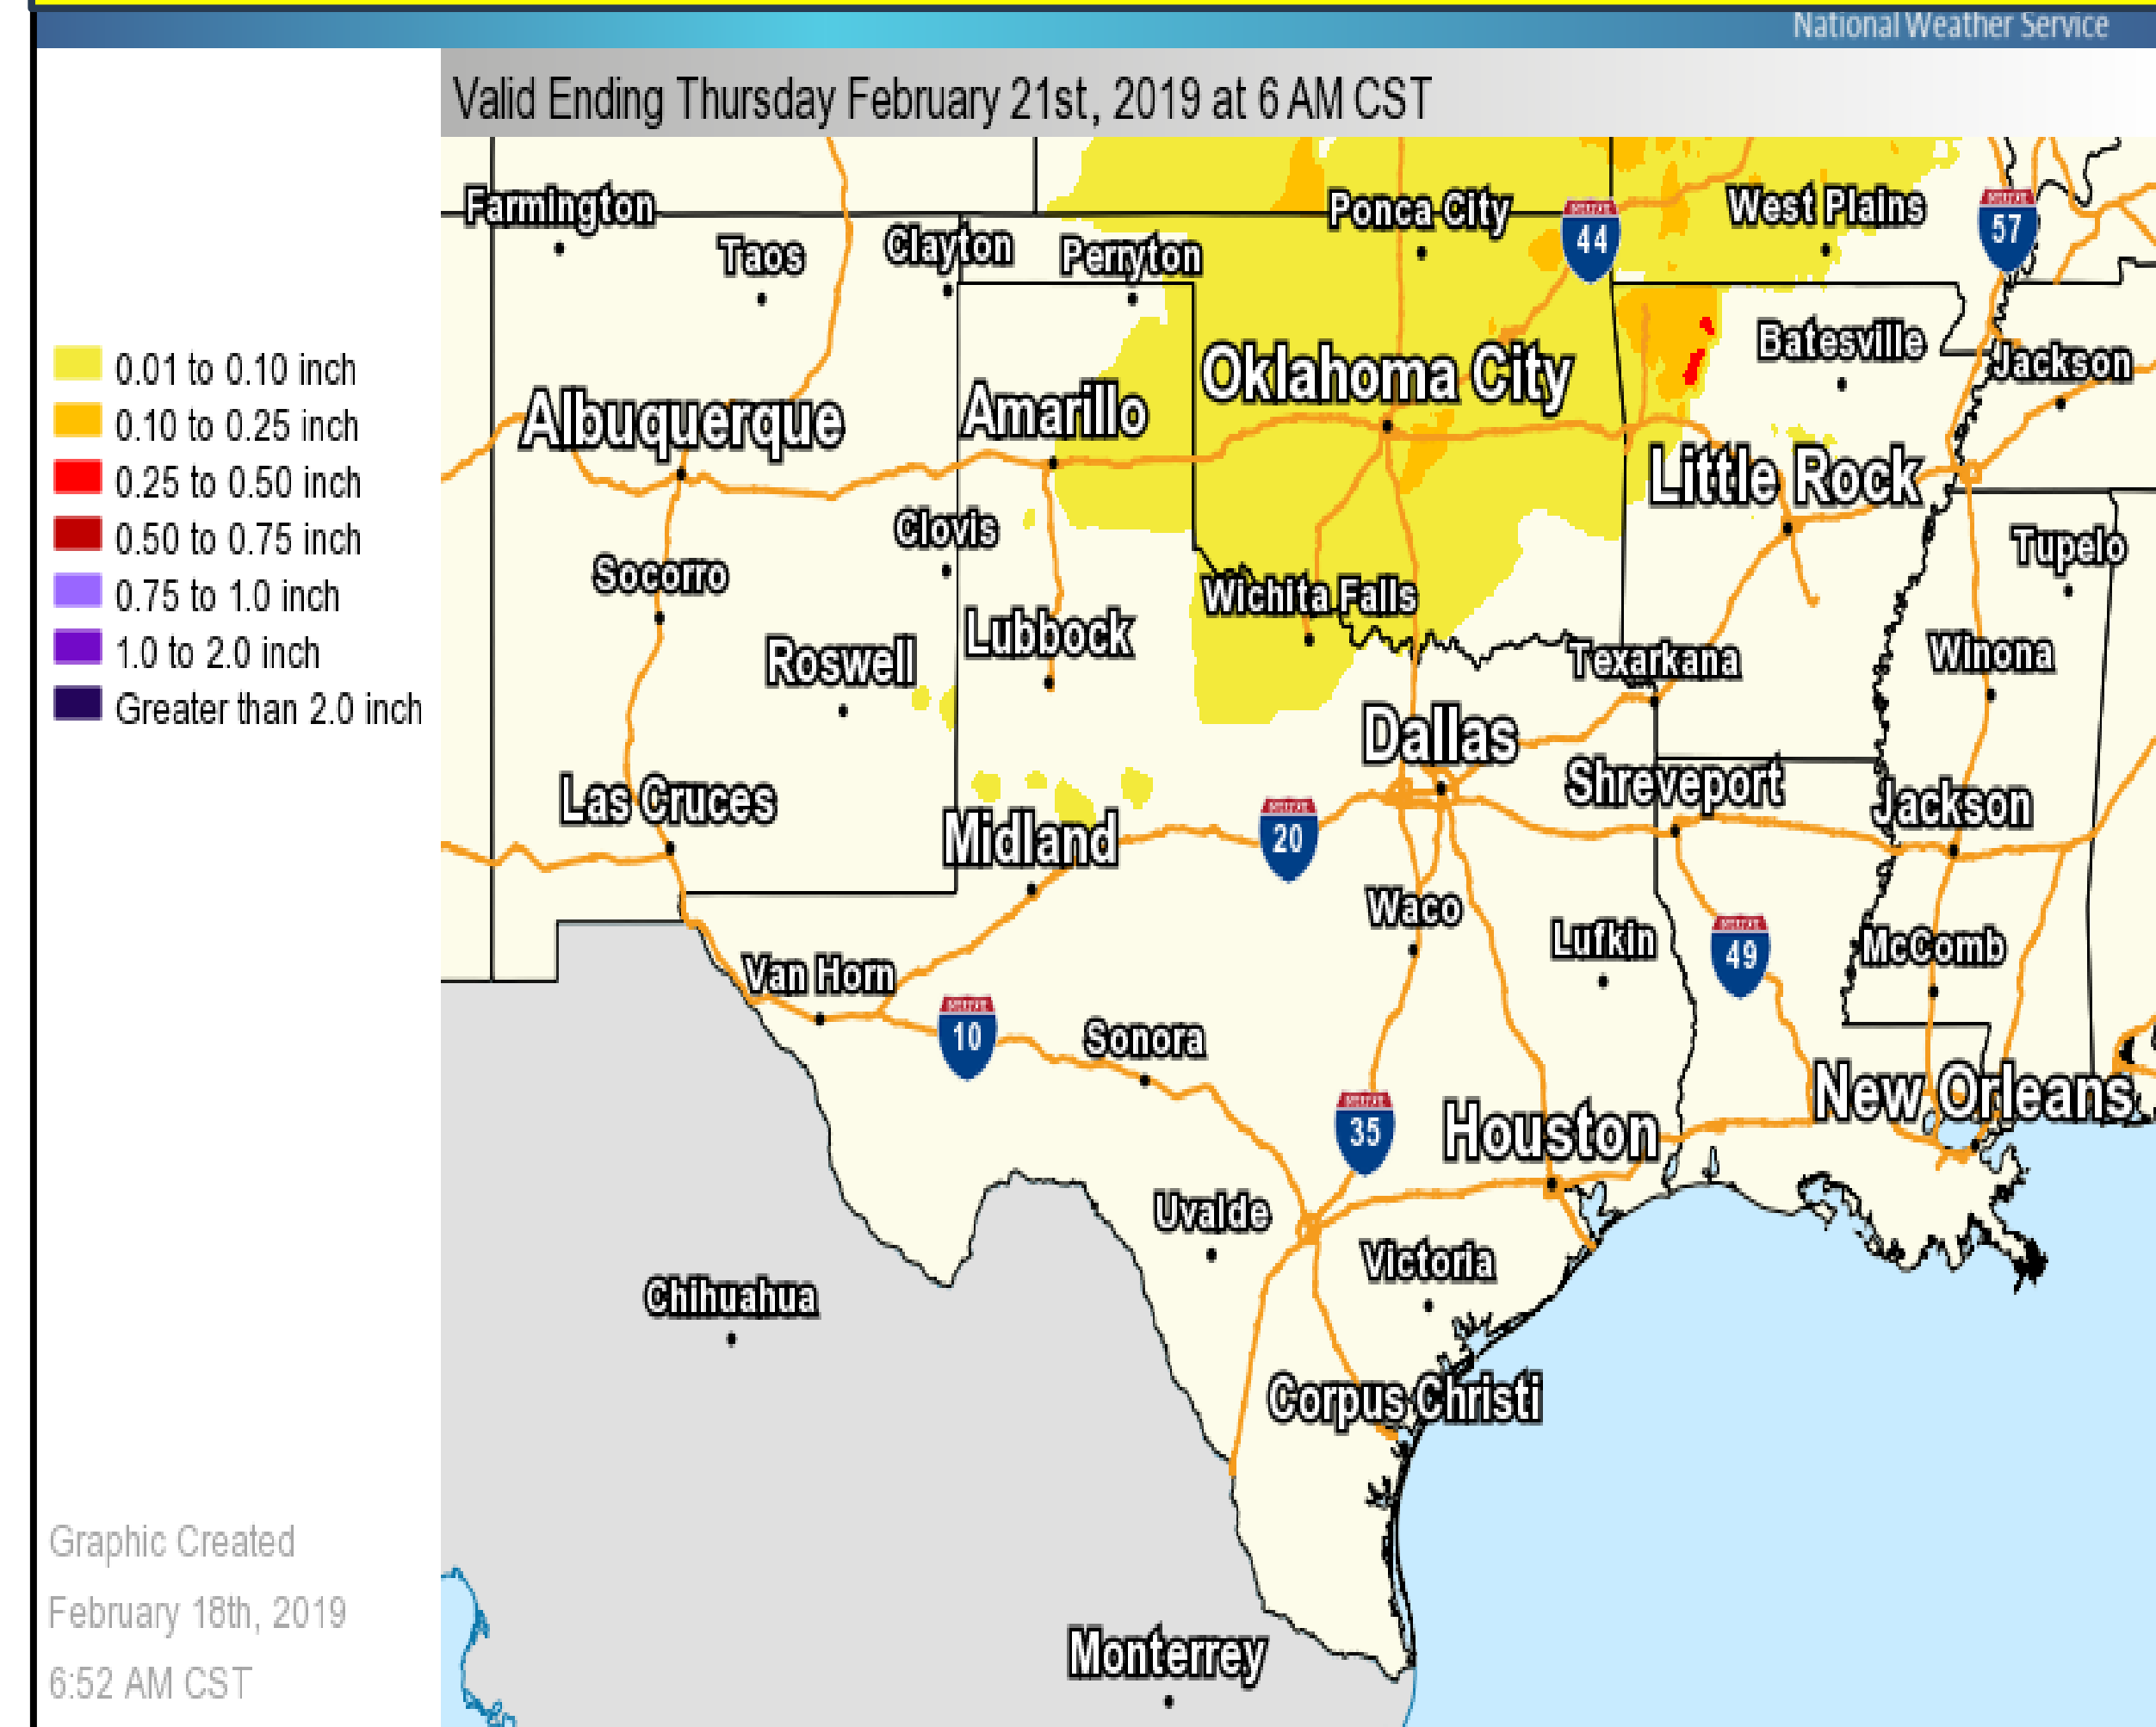 National Weather Service
Valid Ending Thursday February 21st, 2019 at 6 AM CST
0.01 to 0.10 inch
0.10 to 0.25 inch
0.25 to 0.50 inch
0.50 to 0.75 inch
0.75 to 1.0 inch
1.0 to 2.0 inch
Greater than 2.0 inch
Farmington
Taos
Clayton
Perryton
Ponca City
44
West Plains
57
Albuquerque
Amarillo
Oklahoma City
Batesville
Jackson
Clovis
Little Rock
Socorro
Tupelo
Wichita Falls
Roswell
Lubbock
Texarkana
Winona
Dallas
Las Cruces
Midland
20
Shreveport
Jackson
Waco
Lufkin
49
McComb
Van Horn
10
Sonora
35
Houston
New Orleans
Uvalde
Victoria
Chihuahua
Corpus Christi
Monterrey
Graphic Created
February 18th, 2019
6:52 AM CST